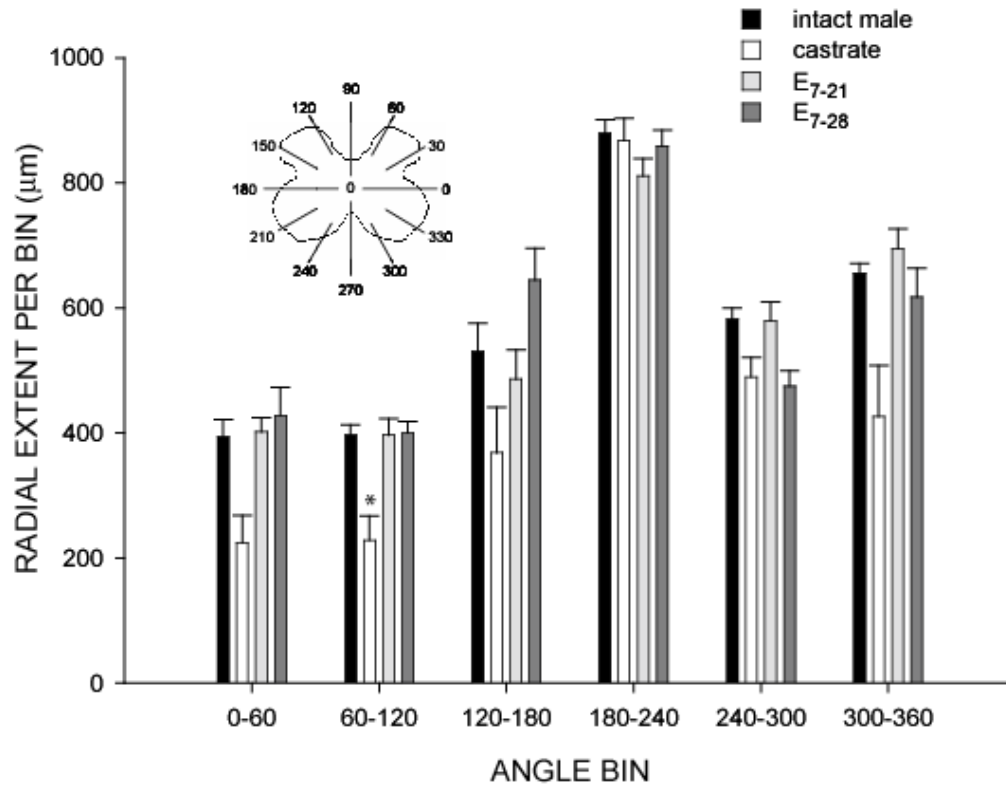 intact male
castrate
E7-21
E7-28
RADIAL EXTENT PER BIN (μm)
1000
800
600
400
200
0
90
120 60
150 30
180 0 0
210 330
240 300
270
*
0-60 60-120 120-180 180-240 240-300 300-360
ANGLE BIN